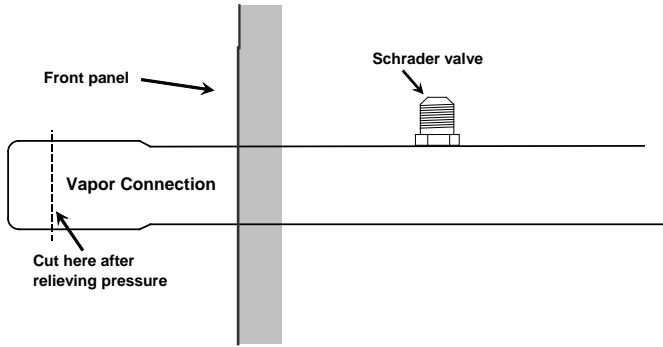 Schrader valve
Front panel
Vapor Connection
Cut here after
relieving pressure